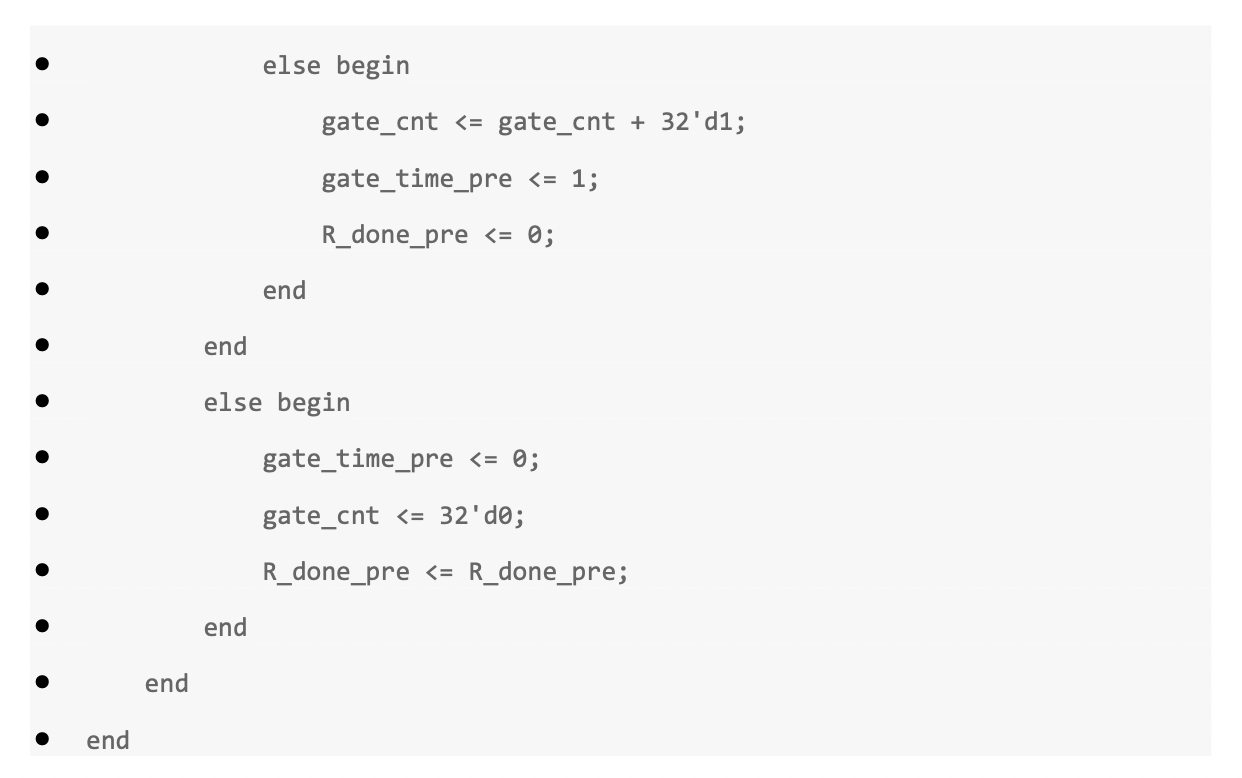 else begin
gate_cnt <= gate_cnt + 32'd1;
gate_time_pre <= 1;
R_done_pre <= 0;
end
end
else begin
gate_time_pre <= 0;
gate_cnt <= 32'd0;
R_done_pre <= R_done_pre;
end
end
end